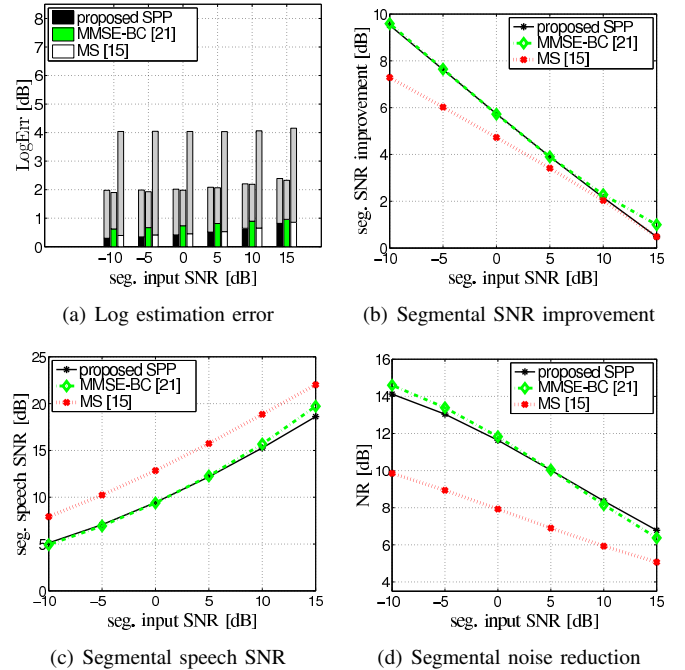 8
7
6
5
4
3
2
1
0
LogErr [dB]
proposed SPP
MMSE-BC [21]
MS [15]
−10 −5 0 5 10 15
seg. input SNR [dB]
(a) Log estimation error
10
8
6
4
2
0
seg. SNR improvement [dB]
proposed SPP
MMSE-BC [21]
MS [15]
−10 −5 0 5 10 15
seg. input SNR [dB]
(b) Segmental SNR improvement
25
20
15
10
5
0
seg. speech SNR [dB]
proposed SPP
MMSE-BC [21]
MS [15]
−10 −5 0 5 10 15
seg. input SNR [dB]
(c) Segmental speech SNR
16
14
12
10
8
6
4
NR [dB]
proposed SPP
MMSE-BC [21]
MS [15]
−10 −5 0 5 10 15
seg. input SNR [dB]
(d) Segmental noise reduction